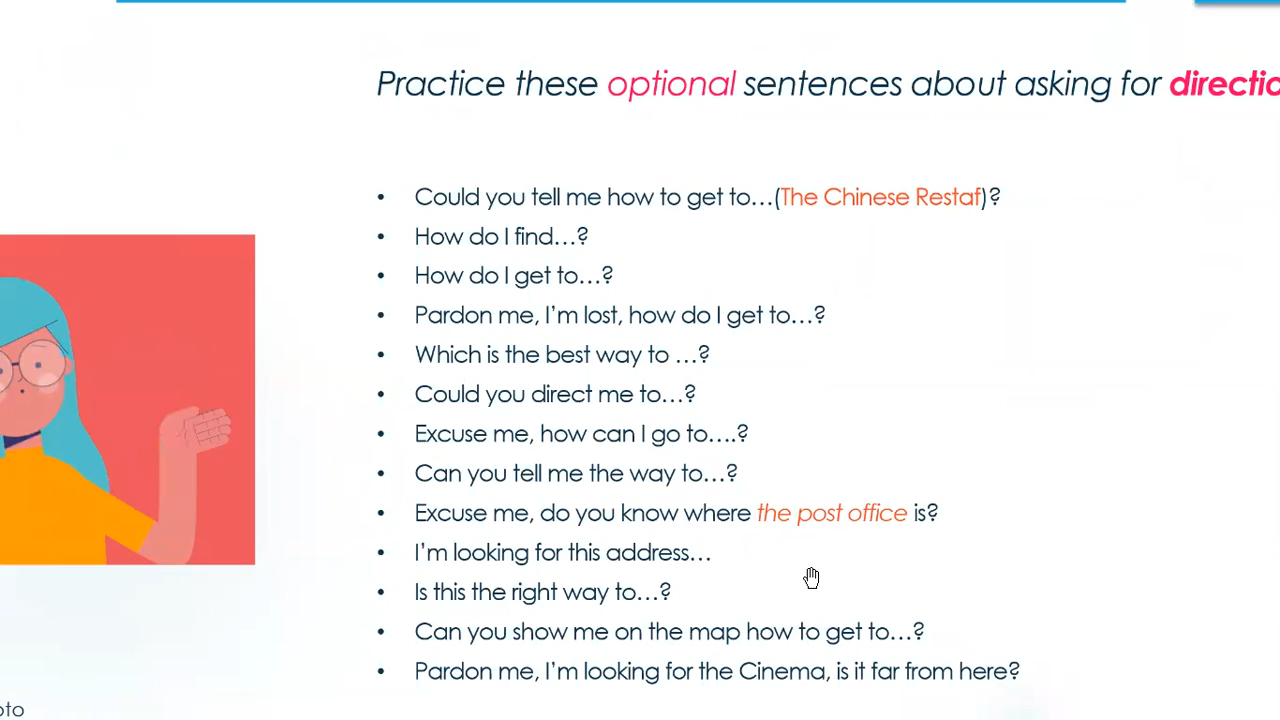 Practice these optional sentences about asking for
• Could you tell me how to get to…(The Chinese Restaf)?
• How do I find…?
• How do I get to…?
• Pardon me, I’m lost, how do I get to…?
• Which is the best way to …?
• Could you direct me to…?
• Excuse me, how can I go to….?
• Can you tell me the way to…?
• Excuse me, do you know where the post office is?
• I’m looking for this address…
• Is this the right way to…?
• Can you show me on the map how to get to…?
• Pardon me, I’m looking for the Cinema, is it far from here?